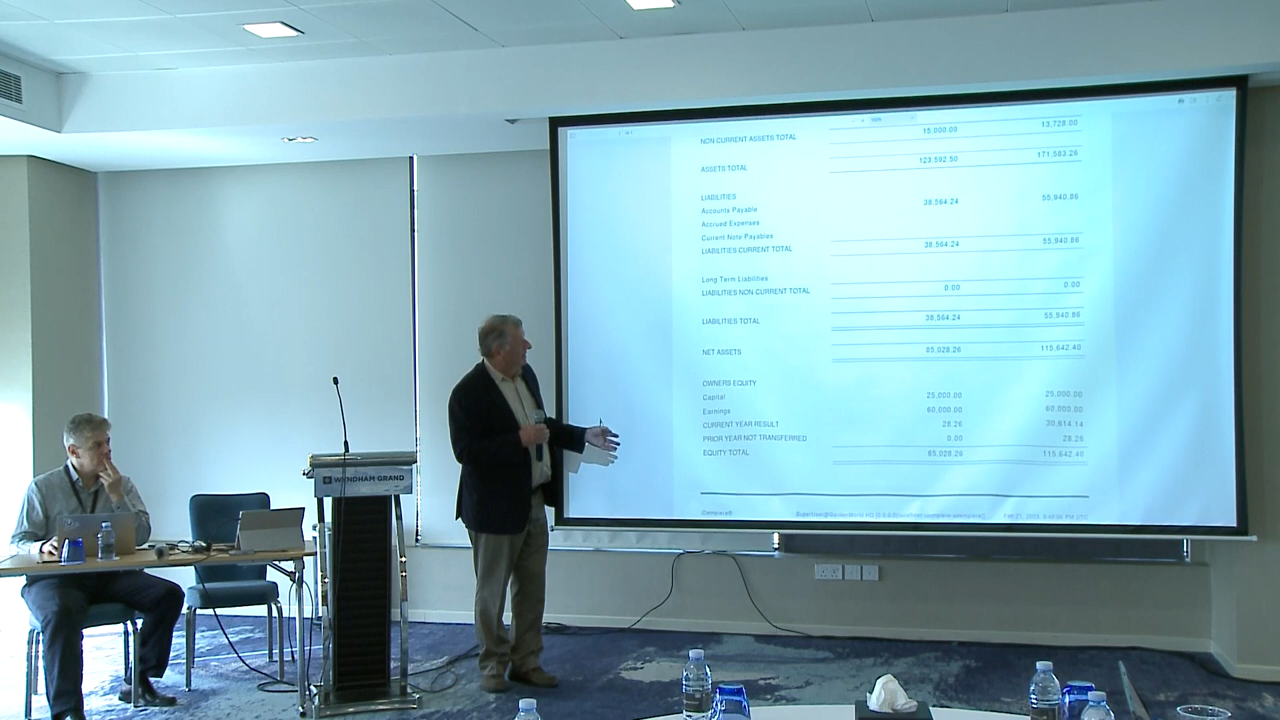 NON CURRENT ASSETS TOTAL 15,000.00 13,728.00
ASSETS TOTAL 123,592.50 171,583.26
LIABILITIES
Accounts Payable 38,564.24 55,940.86
Accrued Expenses
Current Note Payables
LIABILITIES CURRENT TOTAL 38,564.24 55,940.86
Long Term Liabilities
LIABILITIES NON CURRENT TOTAL 0.00 0.00
LIABILITIES TOTAL 38,564.24 55,940.86
NET ASSETS 85,028.26 115,642.40
OWNERS EQUITY
Capital 25,000.00 25,000.00
Earnings 60,000.00 60,000.00
CURRENT YEAR RESULT 28.26 30,614.14
PRIOR YEAR NOT TRANSFERRED 0.00 28.26
EQUITY TOTAL 85,028.26 115,642.40
Compiere®
WYNDHAM GRAND